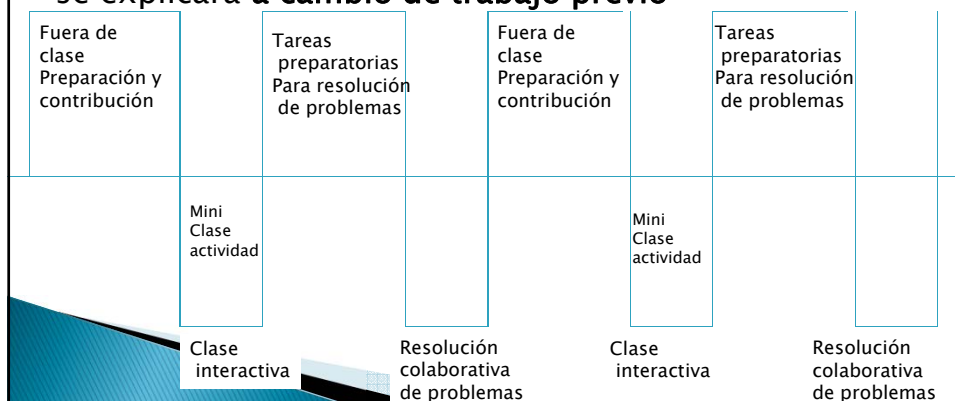 se explicará a cambio de trabajo previo
Fuera de
clase
Preparación y
contribución
Tareas
preparatorias
Para resolución
de problemas
Fuera de
clase
Preparación y
contribución
Tareas
preparatorias
Para resolución
de problemas
Mini
Clase
actividad
Mini
Clase
actividad
Clase
interactiva
Resolución
colaborativa
de problemas
Clase
interactiva
Resolución
colaborativa
de problemas